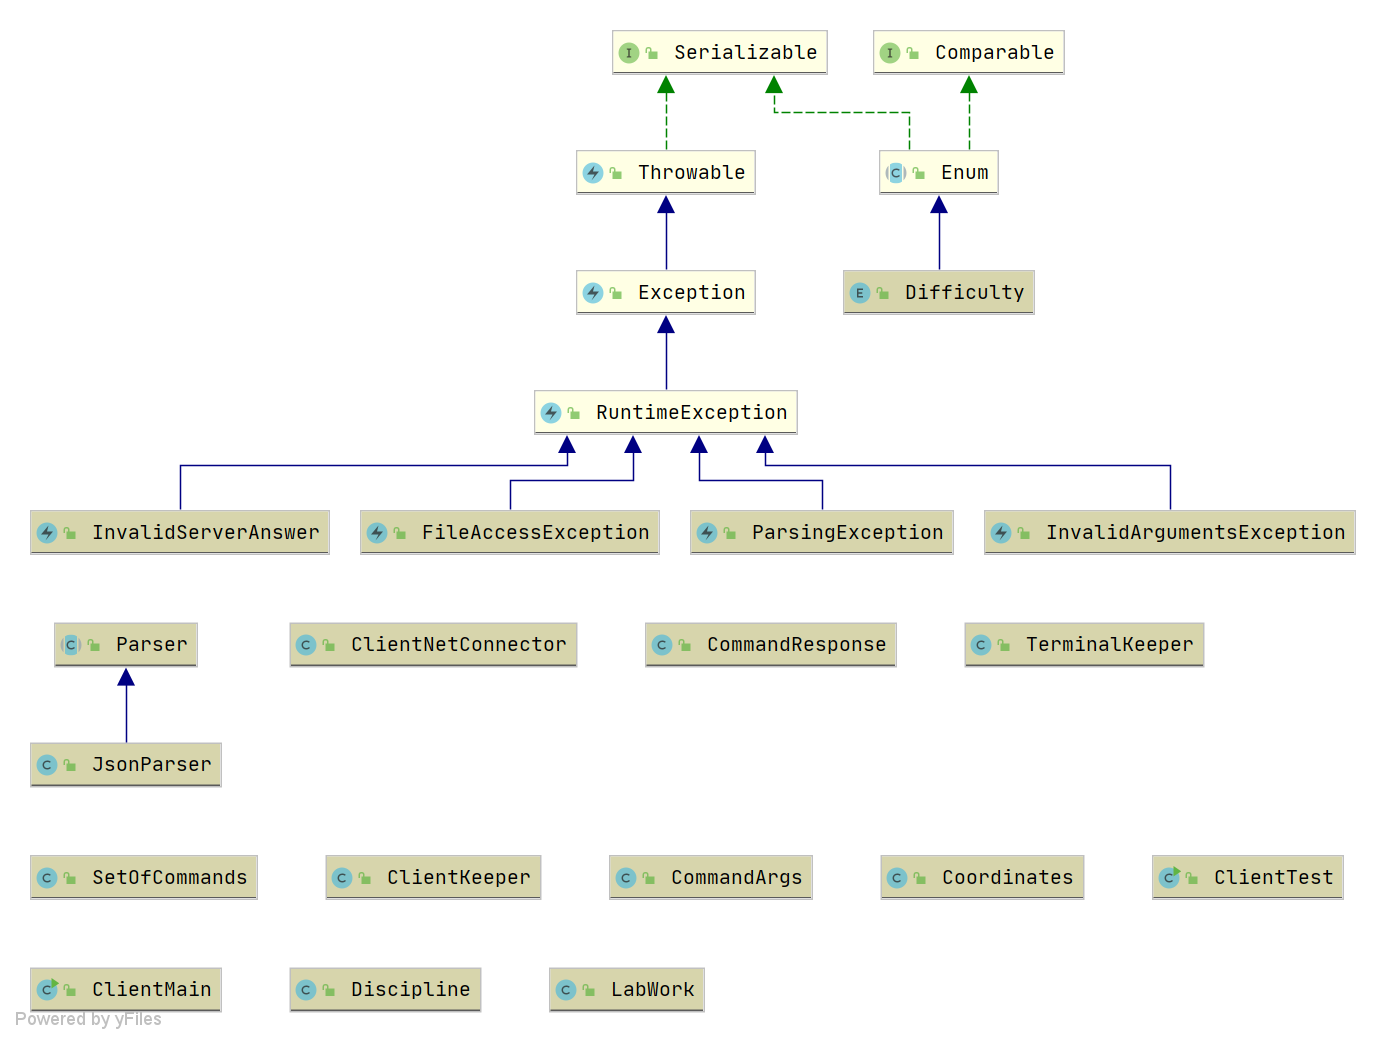 Serializable
Comparable
Throwable
Enum
Exception
Difficulty
RuntimeException
InvalidServerAnswer
FileAccessException
ParsingException
InvalidArgumentsException
Parser
ClientNetConnector
CommandResponse
TerminalKeeper
JsonParser
SetOfCommands
ClientKeeper
CommandArgs
Coordinates
ClientTest
ClientMain
Discipline
LabWork
Powered by yFiles